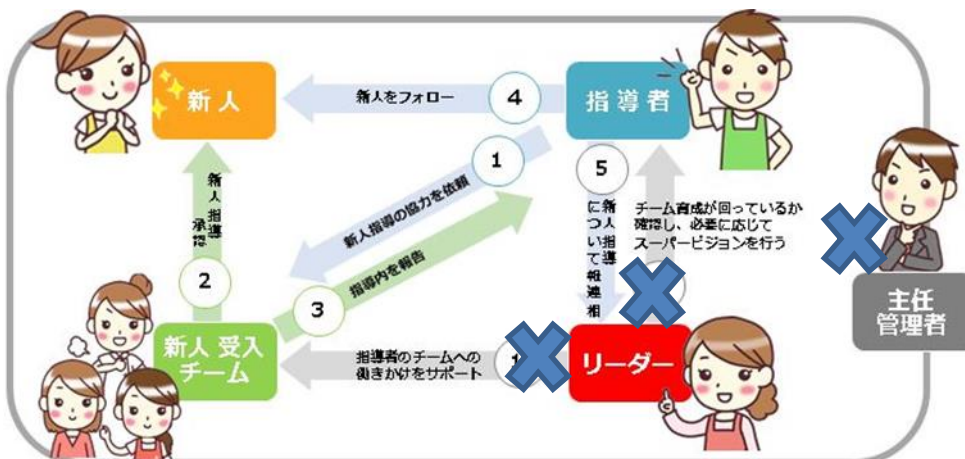 新人
新人をフォロー
4
指導者
1
新人指導の協力を依頼
5
新人指導
について報連相
チーム育成が回っているか
確認し、必要に応じて
スーパービジョンを行う
新人指導
承認
2
3
指導内を報告
主任
管理者
新人 受入
チーム
指導者のチームへの
働きかけをサポート
1
リーダー